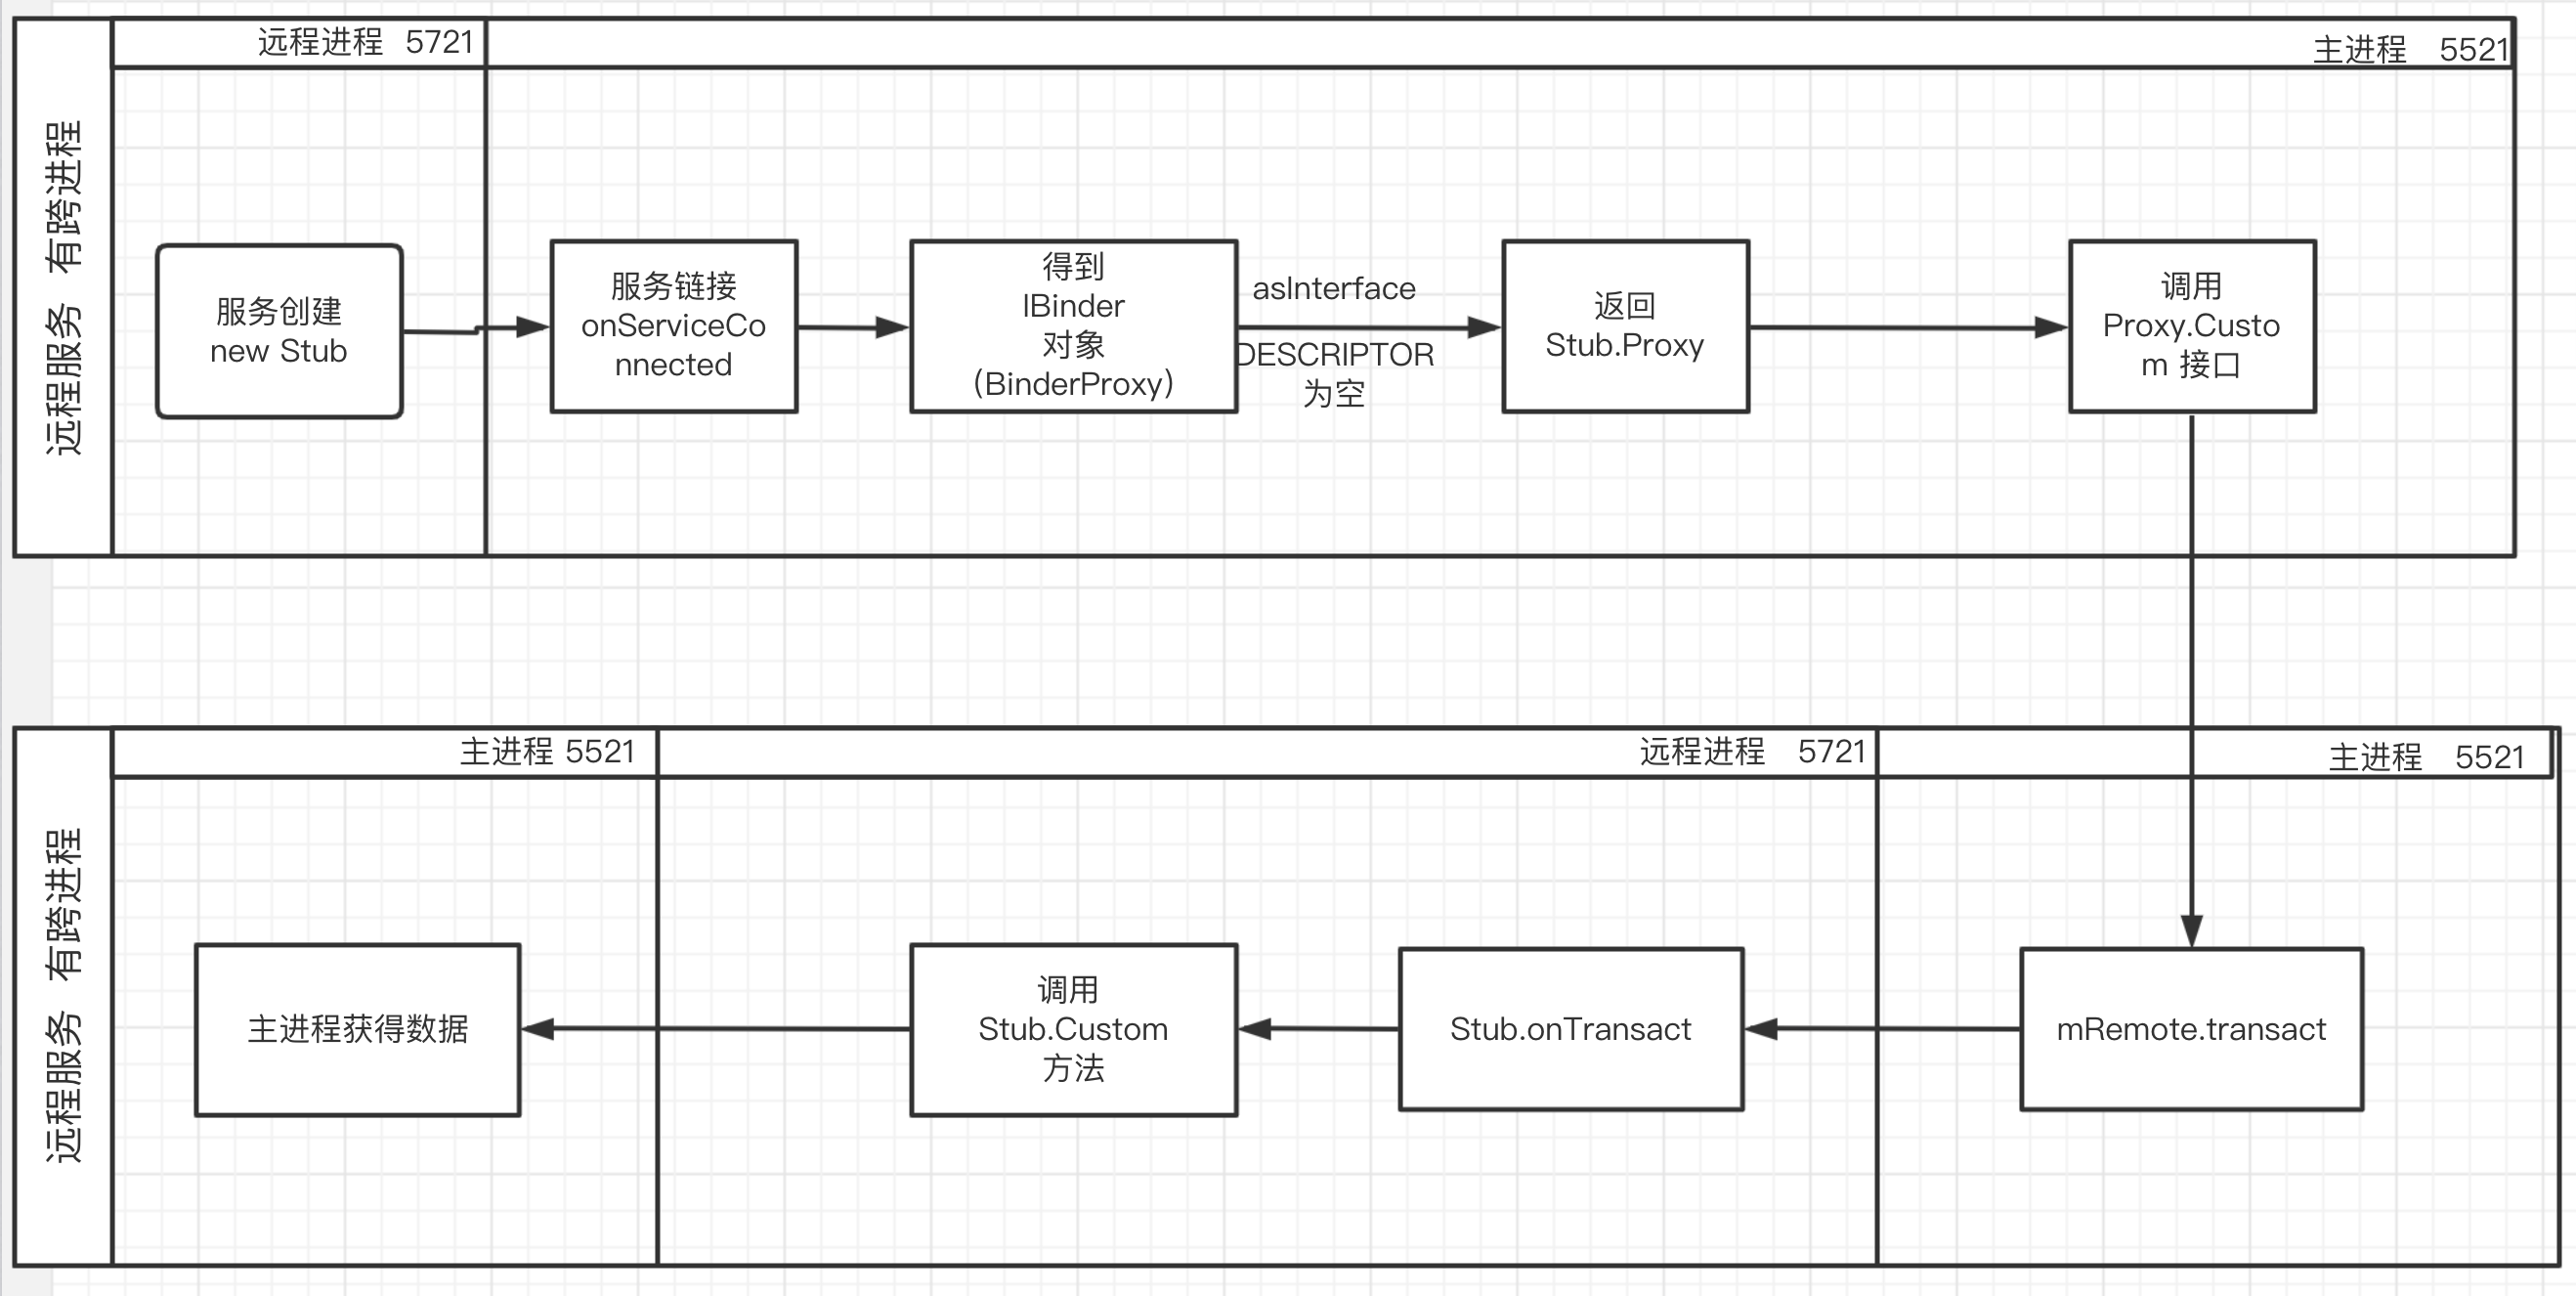 远程进程 5721
主进程 5521
远程服务 有跨进程
服务创建
new Stub
服务链接
onServiceCo
nnected
得到
IBinder
对象
(BinderProxy)
asInterface
DESCRIPTOR
为空
返回
Stub.Proxy
调用
Proxy.Custo
m 接口
主进程 5521
远程进程 5721
主进程 5521
远程服务 有跨进程
主进程获得数据
调用
Stub.Custom
方法
Stub.onTransact
mRemote.transact